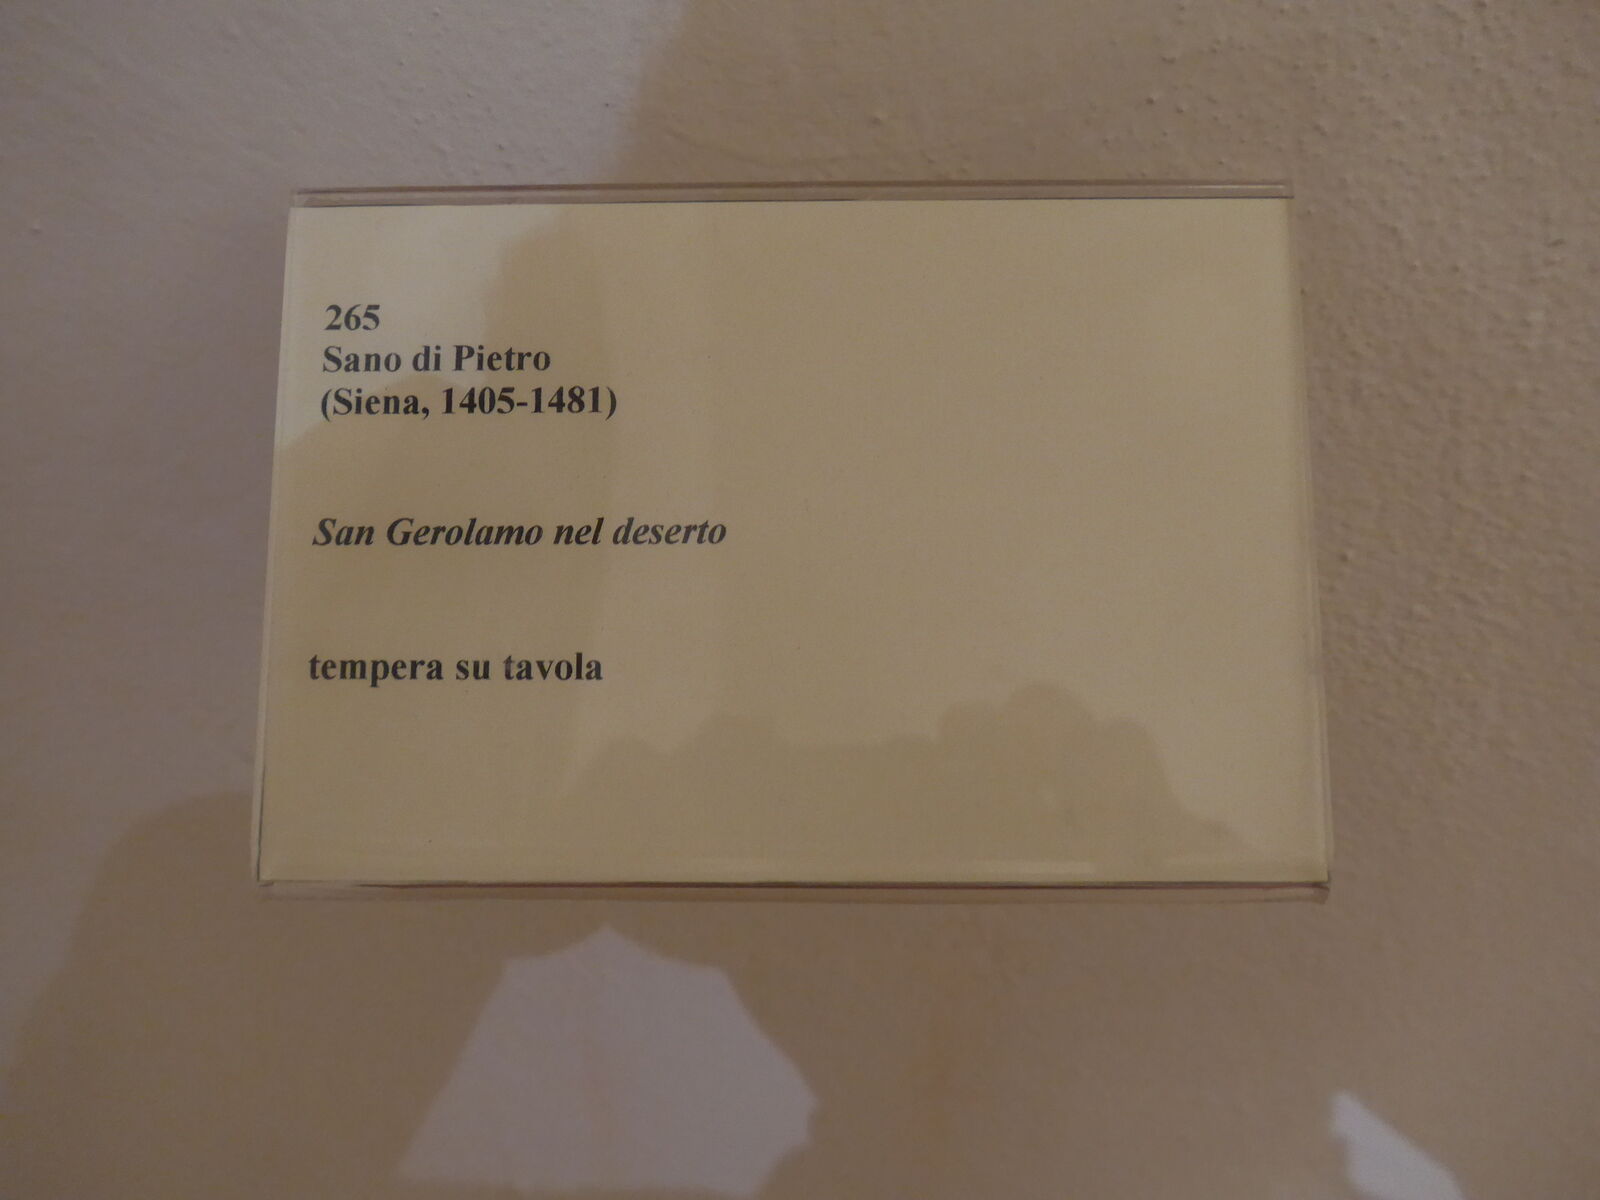 265
Sano di Pietro
(Siena, 1405-1481)
San Gerolamo nel deserto
tempera su tavola